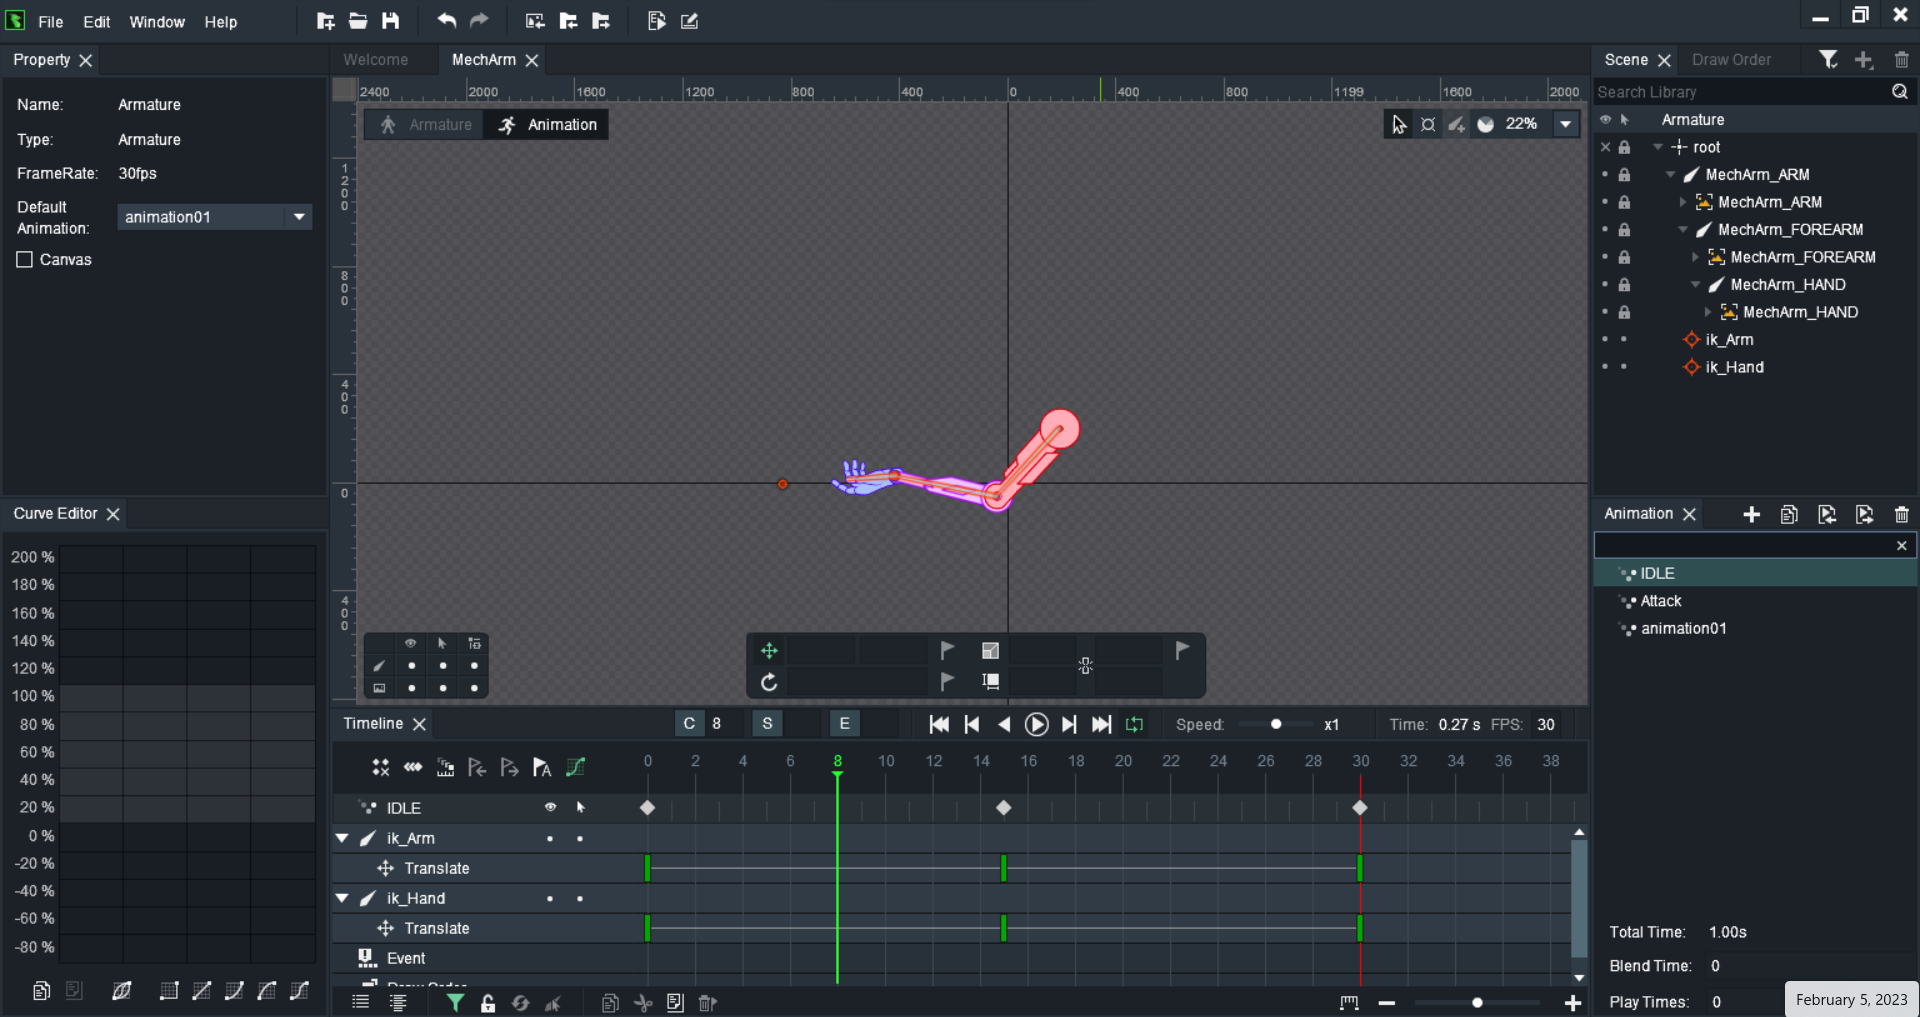 File Edit Window Help
Property
Name: Armature
Type: Armature
FrameRate: 30fps
Default
Animation: animation01
Canvas
Curve Editor
200 %
180 %
160 %
140 %
120 %
100 %
80 %
60 %
40 %
20 %
0 %
-20 %
-40 %
-60 %
-80 %
Welcome MechArm
2400 2000 1600 1200 800 400 0 400 800 1199 1600 2000
Armature Animation
22%
1200
800
400
0
400
Timeline C 8 S E Speed: x1 Time: 0.27 s FPS: 30
0 2 4 6 8 10 12 14 16 18 20 22 24 26 28 30 32 34 36 38
IDLE
ik_Arm
Translate
ik_Hand
Translate
Event
Draw Order
Scene Draw Order
Search Library
Armature
root
MechArm_ARM
MechArm_ARM
MechArm_FOREARM
MechArm_FOREARM
MechArm_HAND
MechArm_HAND
ik_Arm
ik_Hand
Animation
IDLE
Attack
animation01
Total Time: 1.00s
Blend Time: 0
Play Times: 0
February 5, 2023